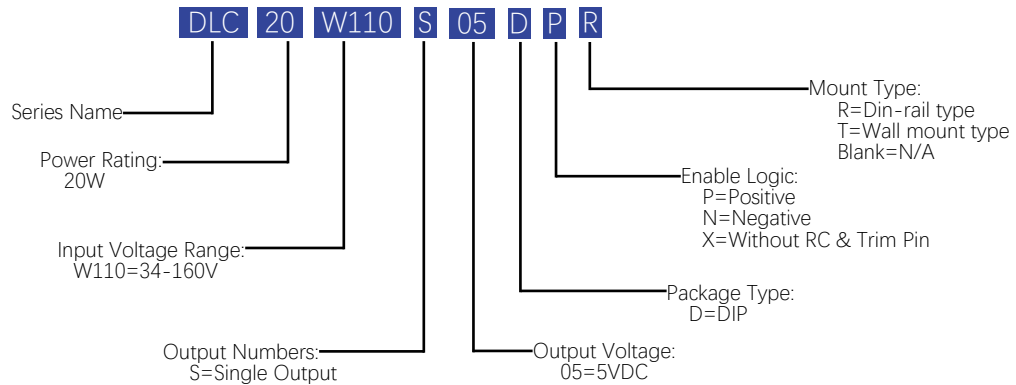 DLC 20 W110 S 05 D P R
Mount Type:
R=Din-rail type
T=Wall mount type
Blank=N/A
Series Name
Power Rating:
20W
Enable Logic:
P=Positive
N=Negative
X=Without RC & Trim Pin
Input Voltage Range:
W110=34-160V
Package Type:
D=DIP
Output Numbers:
S=Single Output
Output Voltage:
05=5VDC